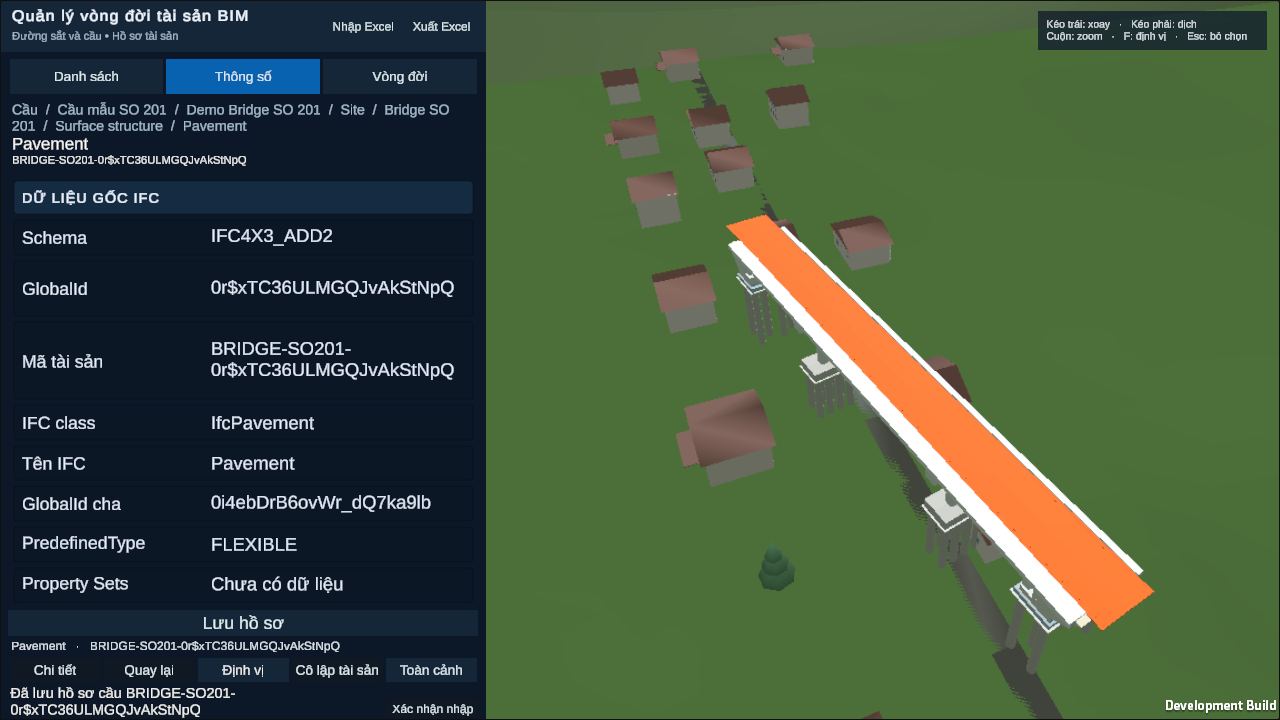 Quản lý vòng đời tài sản BIM
Đường sắt và cầu • Hồ sơ tài sản
Nhập Excel
Xuất Excel
Danh sách
Thông số
Vòng đời
Cầu / Cầu mẫu SO 201 / Demo Bridge SO 201 / Site / Bridge SO
201 / Surface structure / Pavement
Pavement
BRIDGE-SO201-0r$xTC36ULMGQJvAkStNpQ
DỮ LIỆU GỐC IFC
Schema
IFC4X3_ADD2
GlobalId
0r$xTC36ULMGQJvAkStNpQ
Mã tài sản
BRIDGE-SO201-
0r$xTC36ULMGQJvAkStNpQ
IFC class
IfcPavement
Tên IFC
Pavement
GlobalId cha
0i4ebDrB6ovWr_dQ7ka9lb
PredefinedType
FLEXIBLE
Property Sets
Chưa có dữ liệu
Lưu hồ sơ
Pavement · BRIDGE-SO201-0r$xTC36ULMGQJvAkStNpQ
Chi tiết
Quay lại
Định vị
Cô lập tài sản
Toàn cảnh
Đã lưu hồ sơ cầu BRIDGE-SO201-
0r$xTC36ULMGQJvAkStNpQ
Xác nhận nhập
Kéo trái: xoay · Kéo phải: dịch
Cuộn: zoom · F: định vị · Esc: bỏ chọn
Development Build